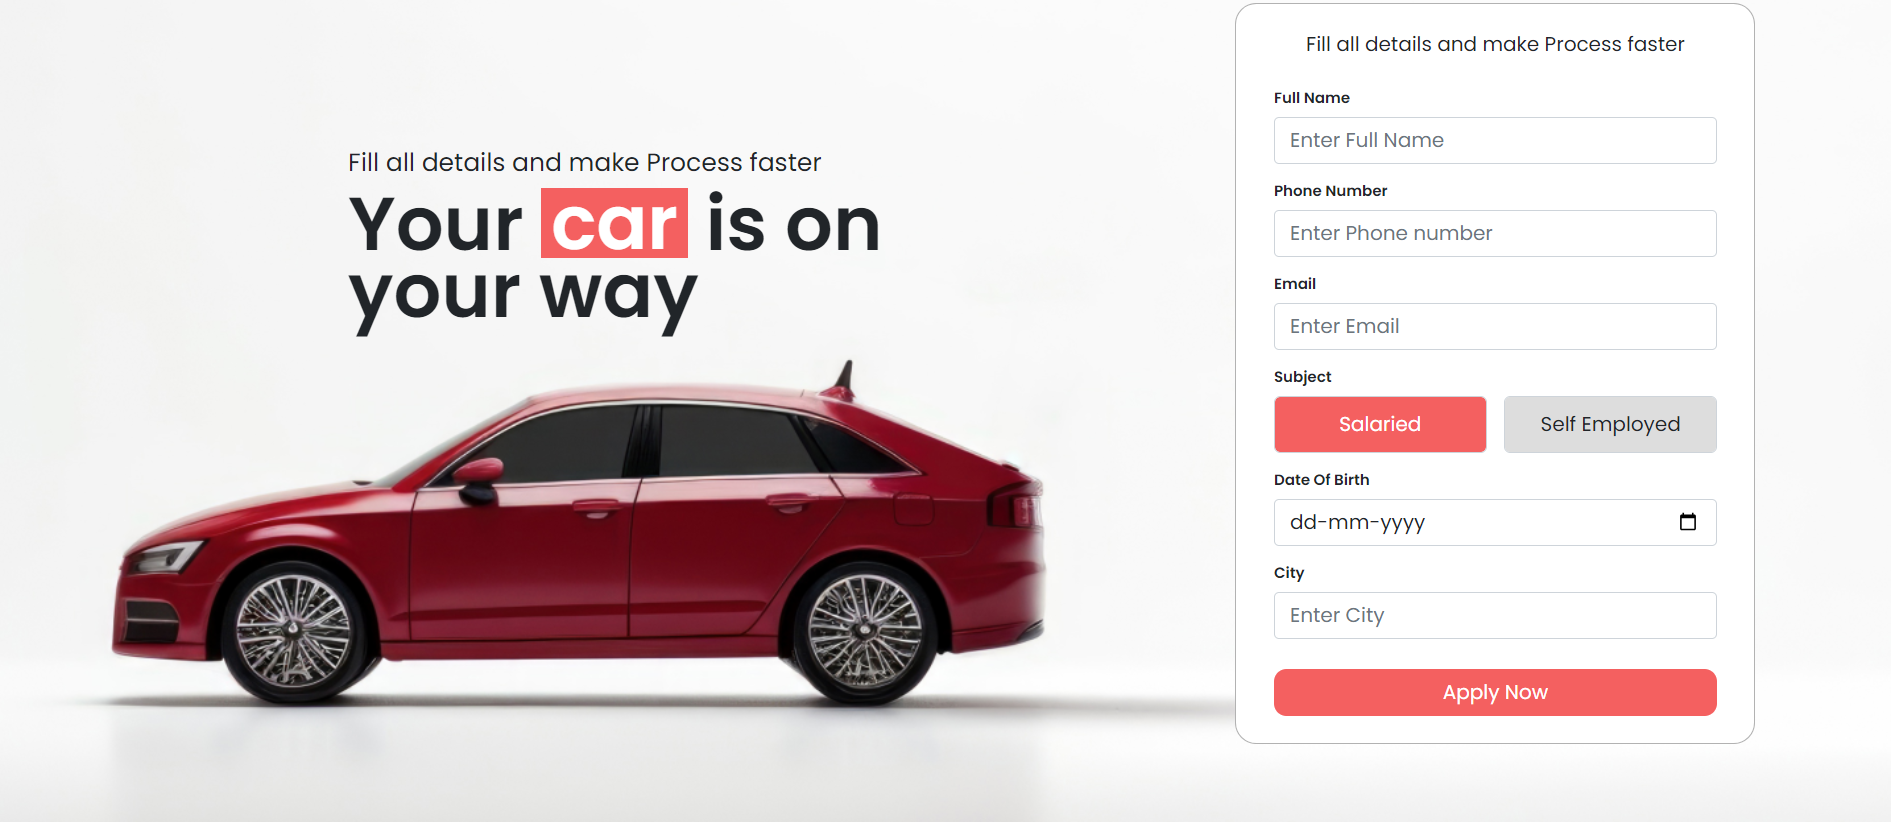 Fill all details and make Process faster
Your car is on
your way
Fill all details and make Process faster
Full Name
Enter Full Name
Phone Number
Enter Phone number
Email
Enter Email
Subject
Salaried
Self Employed
Date Of Birth
dd-mm-yyyy
City
Enter City
Apply Now